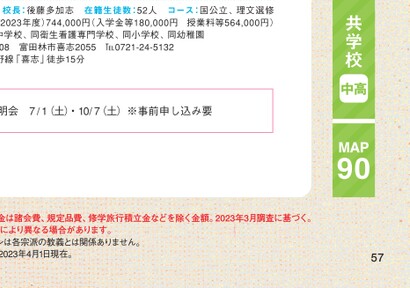 校長:後藤多加志 在籍生徒数:52人 コース:国公立、理文選修
2023年度)744,000円(入学金等180,000円 授業料等564,000円)
中学校、同衛生看護専門学校、同小学校、同幼稚園
08 富田林市喜志2055 ℡0721-24-5132
野線「喜志」徒歩15分
明会 7/1(土)・10/7(土) ※事前申し込み要
共学校
中高
MAP
90
金は諸会費、規定品費、修学旅行積立金などを除く金額。2023年3月調査に基づく。
により異なる場合があります。
ンは各宗派の教義とは関係ありません。
2023年4月1日現在。
57